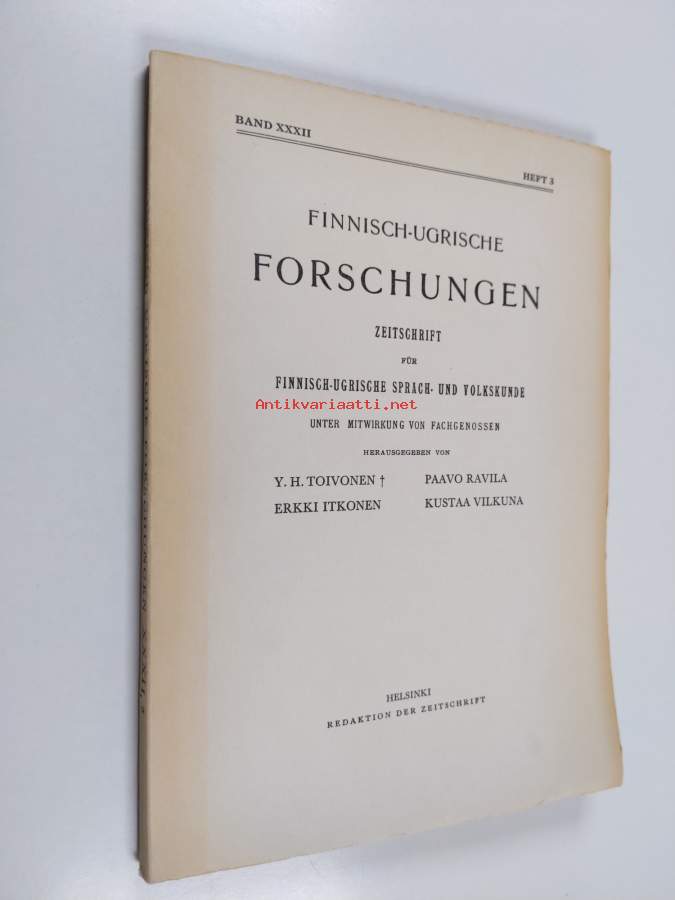 BAND XXXII
HEFT 3
FINNISCH-UGRISCHE
FORSCHUNGEN
ZEITSCHRIFT
FÜR
FINNISCH-UGRISCHE SPRACH- UND VOLKSKUNDE
Antikvariaatti.net
UNTER MITWIRKUNG VON FACHGENOSSEN
HERAUSGEGEBEN VON
Y. H. TOIVONEN † PAAVO RAVILA
ERKKI ITKONEN KUSTAA VILKUNA
HELSINKI
REDAKTION DER ZEITSCHRIFT